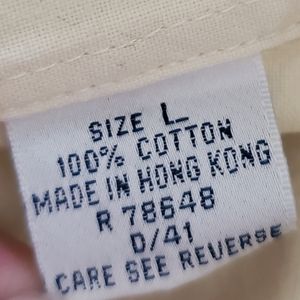 SIZE L
100% COTTON
MADE IN HONG KONG
R 78648
D/41
CARE SEE REVERSE